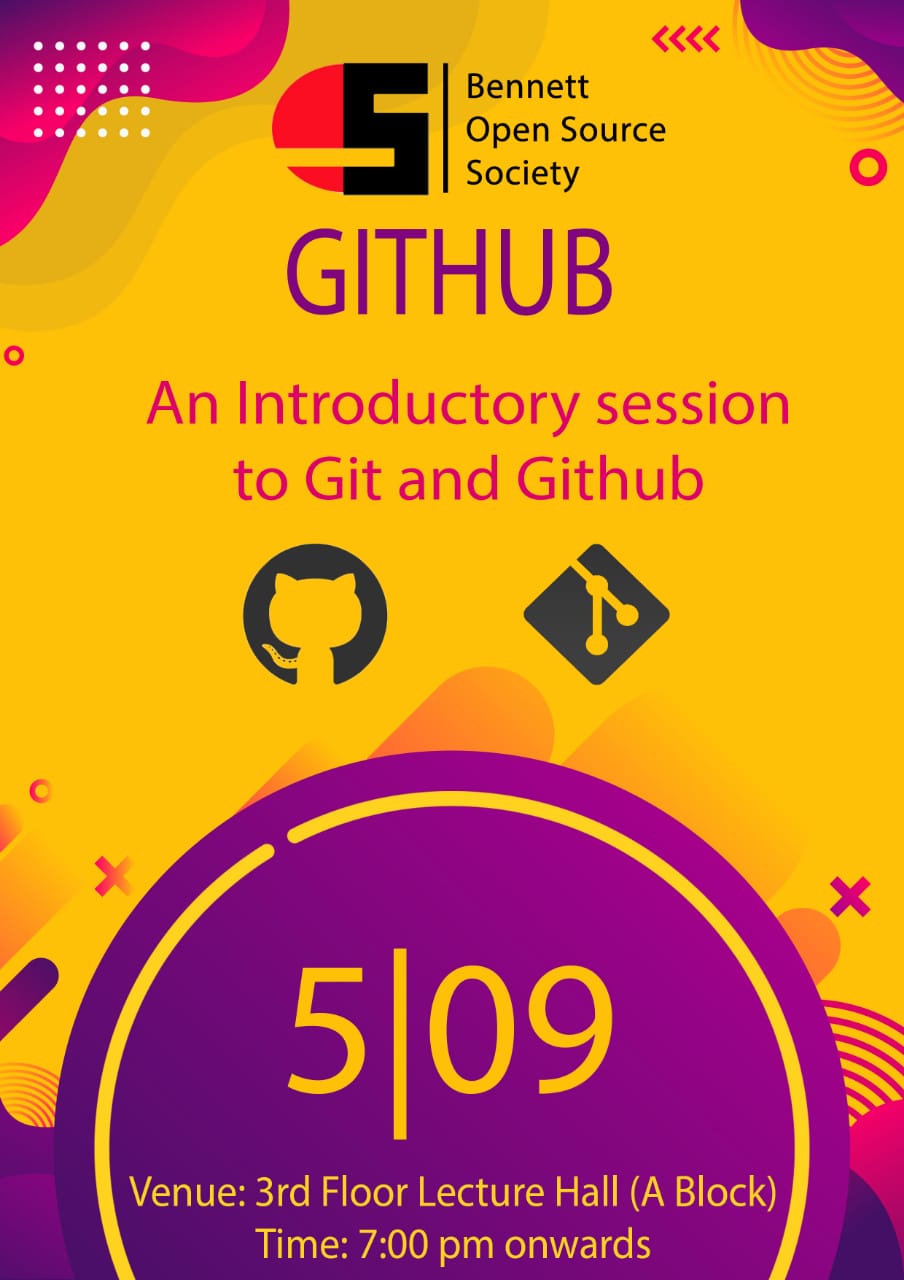 Bennett
Open Source
Society
GITHUB
An Introductory session
to Git and Github
5|09
Venue: 3rd Floor Lecture Hall (A Block)
Time: 7:00 pm onwards